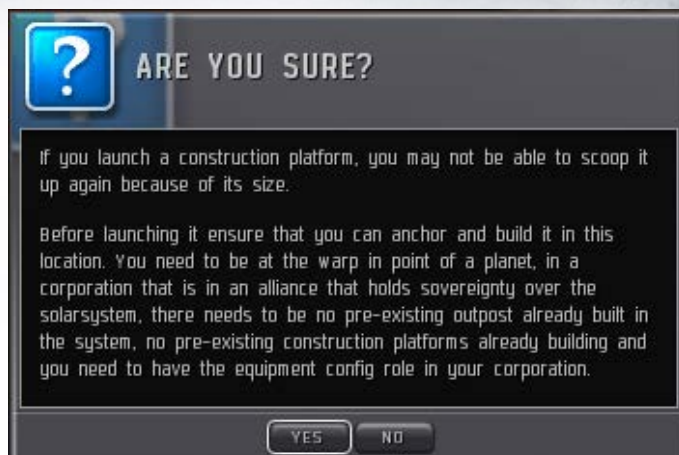 ?
ARE YOU SURE?
If you launch a construction platform, you may not be able to scoop it
up again because of its size.
Before launching it ensure that you can anchor and build it in this
location. You need to be at the warp in point of a planet, in a
corporation that is in an alliance that holds sovereignty over the
solarsystem, there needs to be no pre-existing outpost already built in
the system, no pre-existing construction platforms already building and
you need to have the equipment config role in your corporation.
YES NO